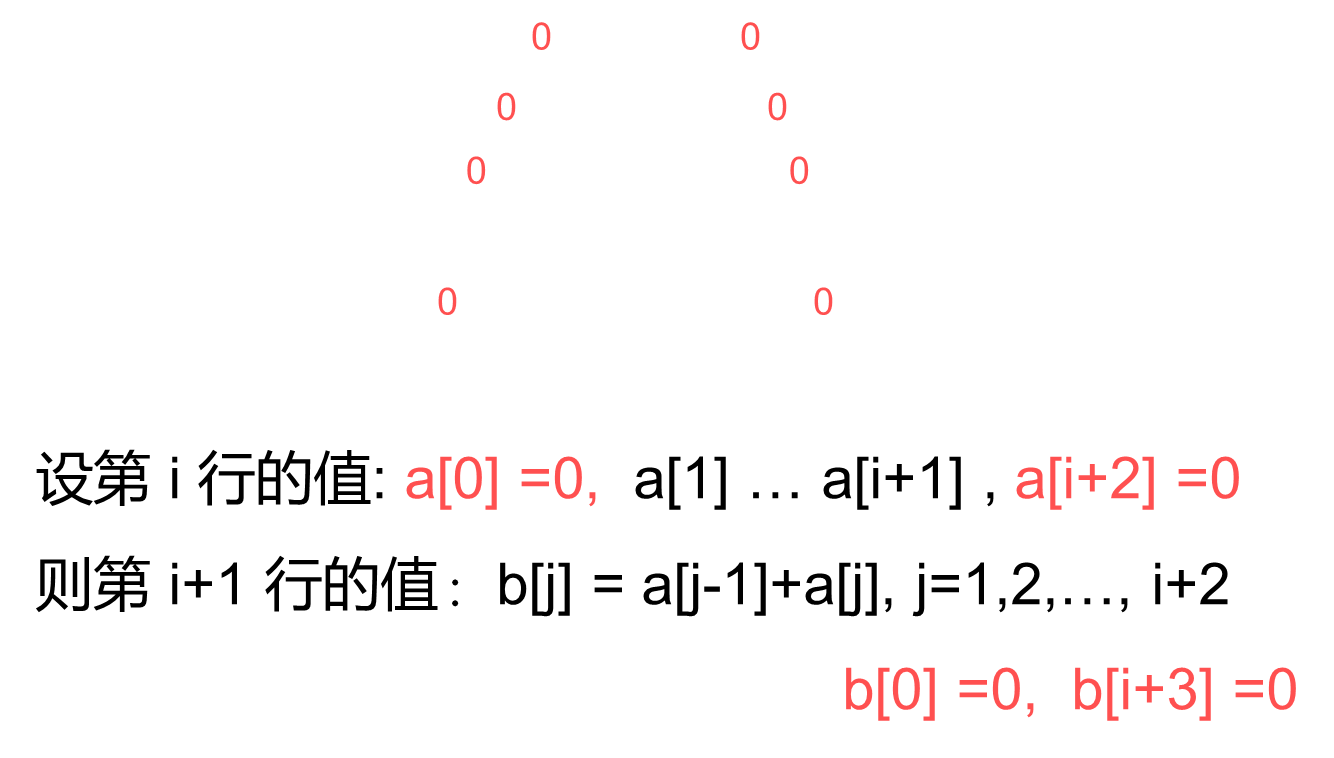 0 0
0 0
0 0
0 0
设第 i 行的值: a[0] =0, a[1] … a[i+1] , a[i+2] =0
则第 i+1 行的值：b[j] = a[j-1]+a[j], j=1,2,…, i+2
b[0] =0, b[i+3] =0